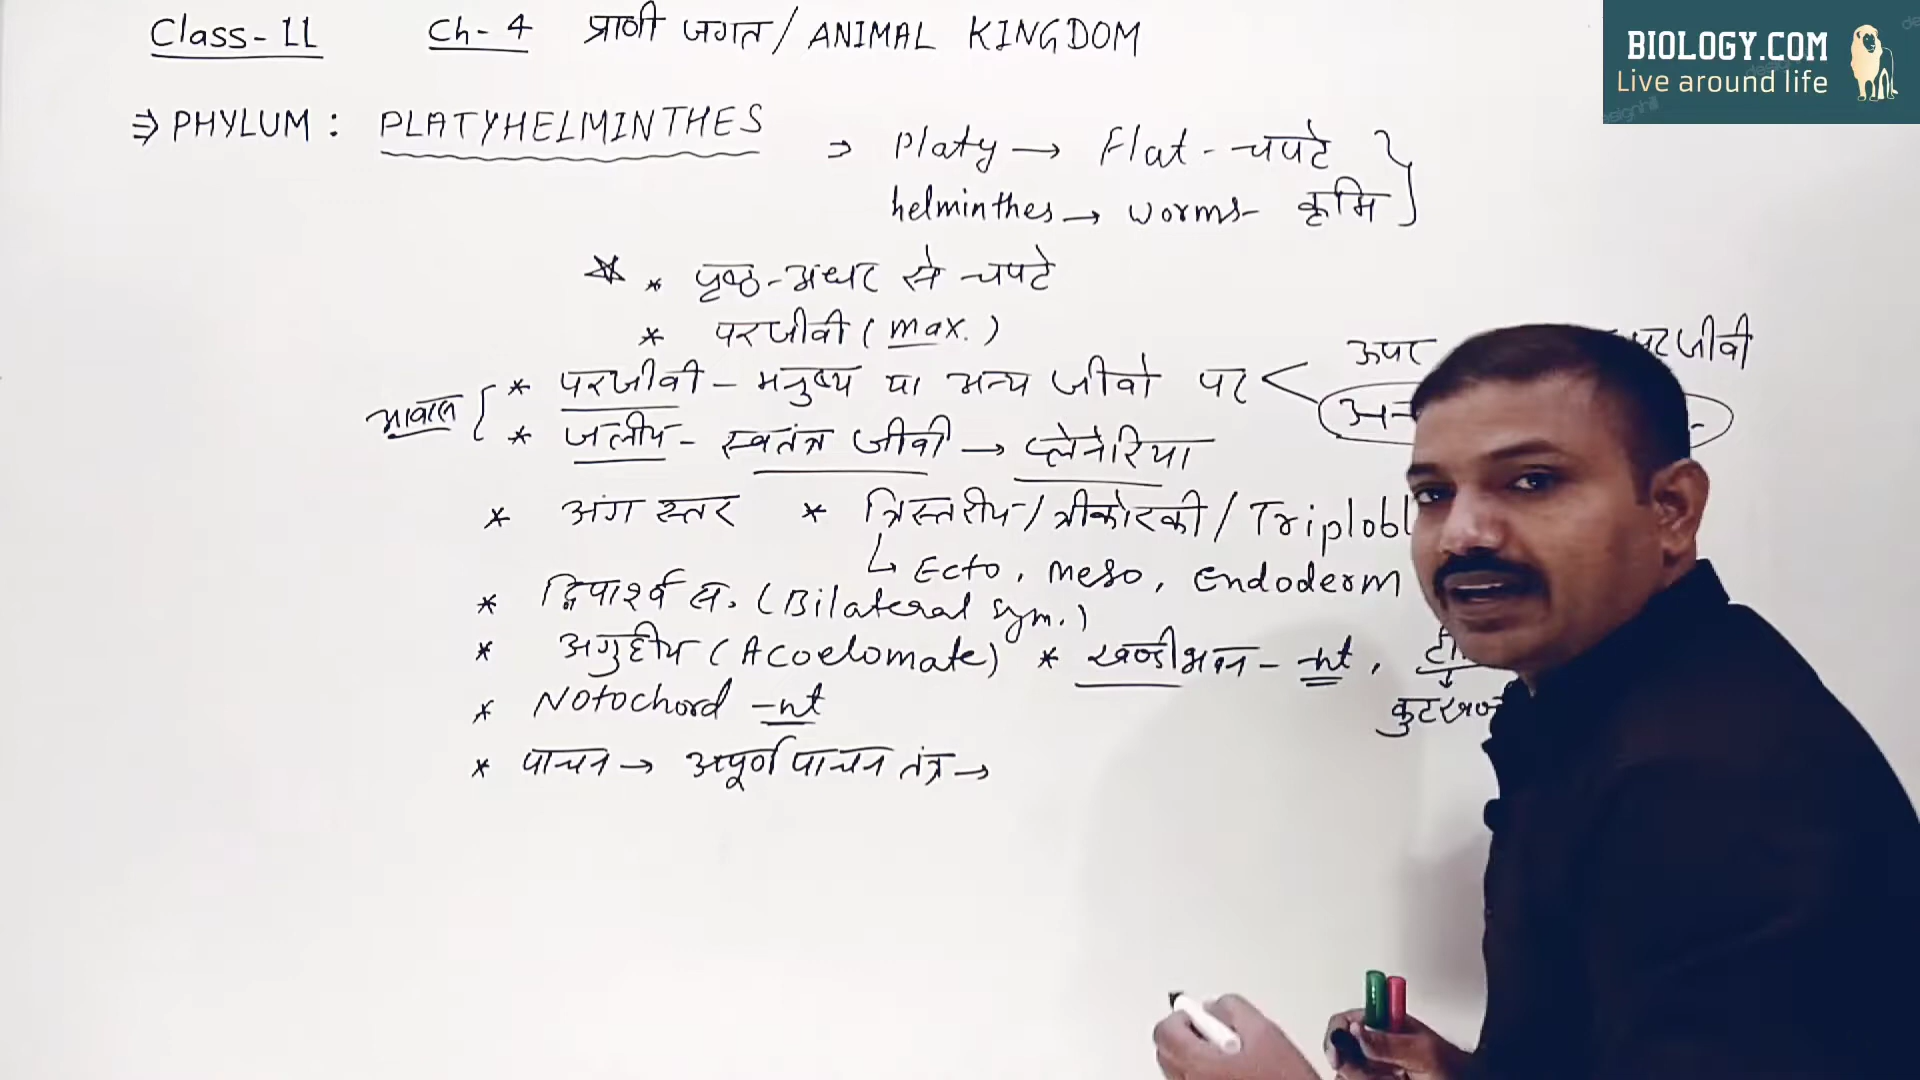 Class-11 Ch-4 प्राणी जगत/ANIMAL KINGDOM
BIOLOGY.COM
Live around life
⇒ PHYLUM: PLATYHELMINTHES
⇒ Platy → Flat - चपटे
helminthes → worms - कृमि
* * पृष्ठ-अधर से चपटे
* परजीवी (max.)
* परजीवी - मनुष्य या अन्य जीवो पर
ऊपर परजीवी
आवास
* जलीय - स्वतंत्र जीवी → प्लेनेरिया
* अंग स्तर * त्रिस्तरीय/त्रीकोरकी/Triplobl
↳ Ecto, Meso, Endoderm
* द्विपार्श्व स. (Bilateral sym.)
* अगुहीय (Acoelomate) * खण्डीभवन - -nt,
* Notochord -nt
* पाचन → अपूर्ण पाचन तंत्र →